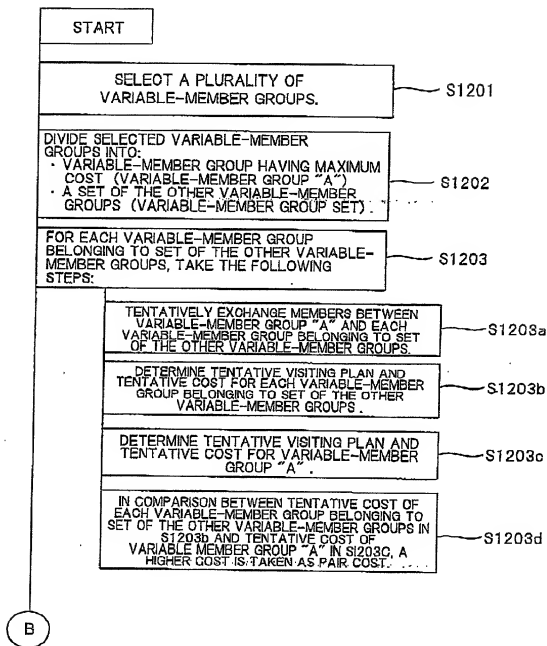 START
SELECT A PLURALITY OF
VARIABLE-MEMBER GROUPS.
S1201
DIVIDE SELECTED VARIABLE-MEMBER
GROUPS INTO:
· VARIABLE-MEMBER GROUP HAVING MAXIMUM
COST (VARIABLE-MEMBER GROUP "A")
· A SET OF THE OTHER VARIABLE-MEMBER
GROUPS (VARIABLE-MEMBER GROUP SET).
S1202
FOR EACH VARIABLE-MEMBER GROUP
BELONGING TO SET OF THE OTHER VARIABLE-
MEMBER GROUPS, TAKE THE FOLLOWING
STEPS:
S1203
TENTATIVELY EXCHANGE MEMBERS BETWEEN
VARIABLE-MEMBER GROUP "A" AND EACH
VARIABLE-MEMBER GROUP BELONGING TO SET
OF THE OTHER VARIABLE-MEMBER GROUPS.
S1203a
DETERMINE TENTATIVE VISITING PLAN AND
TENTATIVE COST FOR EACH VARIABLE-MEMBER
GROUP BELONGING TO SET OF THE OTHER
VARIABLE-MEMBER GROUPS.
S1203b
DETERMINE TENTATIVE VISITING PLAN AND
TENTATIVE COST FOR VARIABLE-MEMBER
GROUP "A".
S1203c
IN COMPARISON BETWEEN TENTATIVE COST OF
EACH VARIABLE-MEMBER GROUP BELONGING TO
SET OF THE OTHER VARIABLE-MEMBER GROUPS IN
S1203b AND TENTATIVE COST OF
VARIABLE MEMBER GROUP "A" IN S1203C, A
HIGHER COST IS TAKEN AS PAIR COST.
S1203d
B